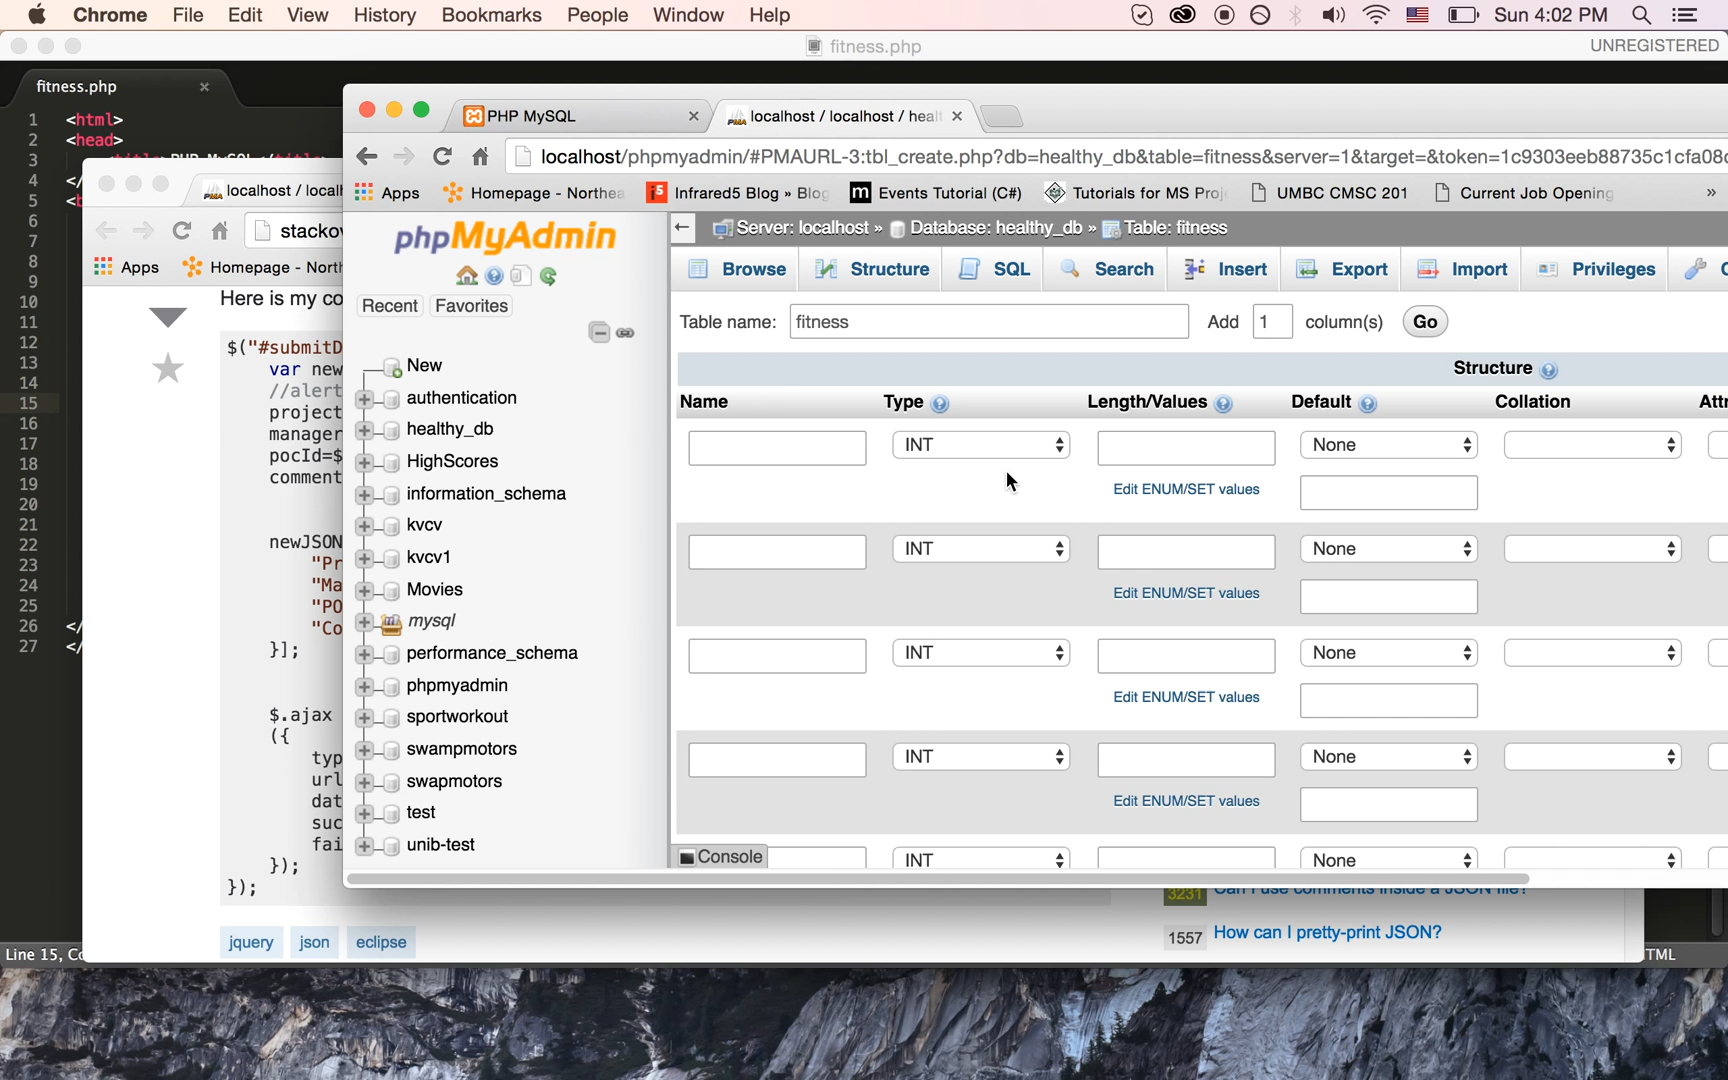 Chrome File Edit View History Bookmarks People Window Help Sun 4:02 PM
fitness.php UNREGISTERED
fitness.php
1 <html>
2 <head>
3
4 </
5 <b
6
7
8
9
10
11
12
13
14
15
16
17
18
19
20
21
22
23
24
25
26 </
27 </
Line 15, Co
TML
localhost / locall
stackov
Apps Homepage - North
Here is my co
$("#submitD
var new
//alert
project
manager
pocId=$
comment
newJSON
"Pr
"Ma
"PO
"Co
}];
$.ajax
({
typ
url
dat
suc
fai
});
});
jquery json eclipse
3231 Can I use comments inside a JSON file?
1557 How can I pretty-print JSON?
PHP MySQL
localhost / localhost / healt
localhost/phpmyadmin/#PMAURL-3:tbl_create.php?db=healthy_db&table=fitness&server=1&target=&token=1c9303eeb88735c1cfa08
Apps Homepage - Northea Infrared5 Blog » Blog Events Tutorial (C#) Tutorials for MS Proj UMBC CMSC 201 Current Job Opening »
phpMyAdmin
Recent Favorites
New
authentication
healthy_db
HighScores
information_schema
kvcv
kvcv1
Movies
mysql
performance_schema
phpmyadmin
sportworkout
swampmotors
swapmotors
test
unib-test
Server: localhost » Database: healthy_db » Table: fitness
Browse Structure SQL Search Insert Export Import Privileges
Table name: fitness Add 1 column(s) Go
Structure
Name Type Length/Values Default Collation Attr
INT None
Edit ENUM/SET values
INT None
Edit ENUM/SET values
INT None
Edit ENUM/SET values
INT None
Edit ENUM/SET values
INT None
Console